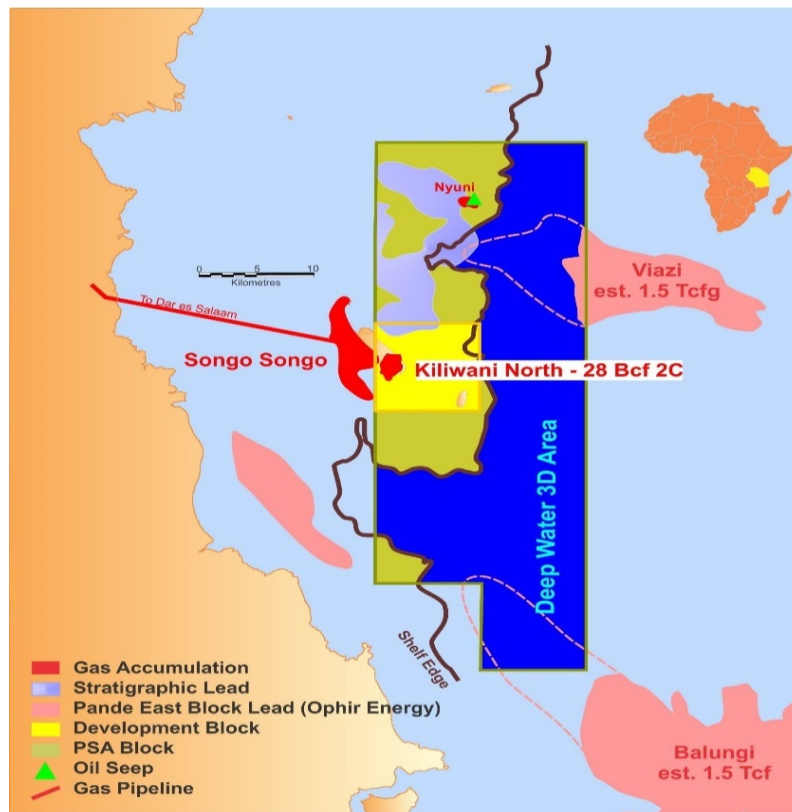 Nyuni
Viazi
est. 1.5 Tcfg
0 5 10
Kilometres
To Dar es Salaam
Songo Songo
Kiliwani North - 28 Bcf 2C
Deep Water 3D Area
Shelf Edge
Gas Accumulation
Stratigraphic Lead
Pande East Block Lead (Ophir Energy)
Development Block
PSA Block
Oil Seep
Gas Pipeline
Balungi
est. 1.5 Tcf